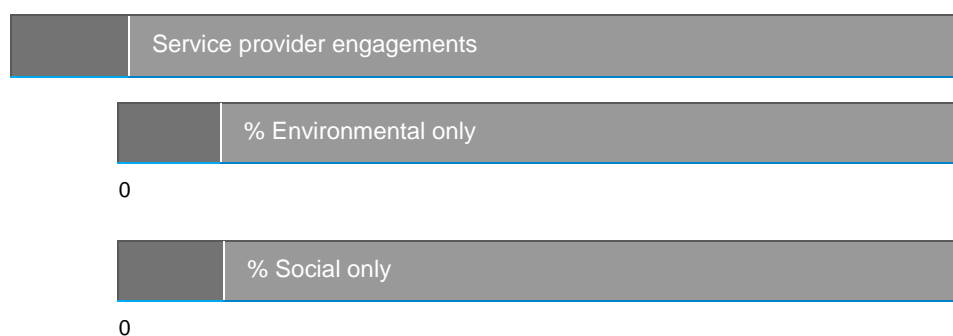 Service provider engagements
% Environmental only
0
% Social only
0